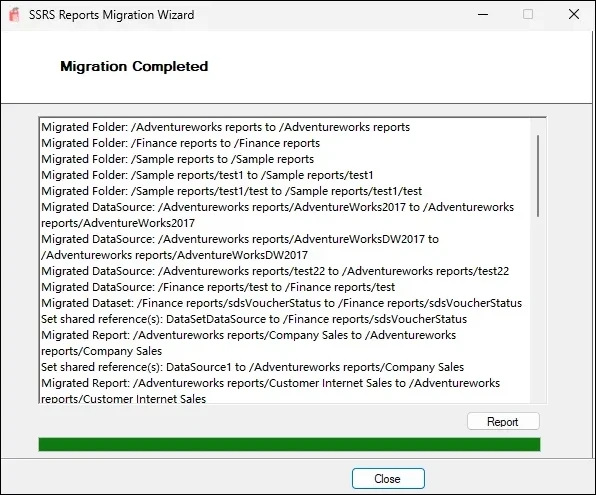 SSRS Reports Migration Wizard
Migration Completed
Migrated Folder: /Adventureworks reports to /Adventureworks reports
Migrated Folder: /Finance reports to /Finance reports
Migrated Folder: /Sample reports to /Sample reports
Migrated Folder: /Sample reports/test1 to /Sample reports/test1
Migrated Folder: /Sample reports/test1/test to /Sample reports/test1/test
Migrated DataSource: /Adventureworks reports/AdventureWorks2017 to /Adventureworks
reports/AdventureWorks2017
Migrated DataSource: /Adventureworks reports/AdventureWorksDW2017 to
/Adventureworks reports/AdventureWorksDW2017
Migrated DataSource: /Adventureworks reports/test22 to /Adventureworks reports/test22
Migrated DataSource: /Finance reports/test to /Finance reports/test
Migrated Dataset: /Finance reports/sdsVoucherStatus to /Finance reports/sdsVoucherStatus
Set shared reference(s): DataSetDataSource to /Finance reports/sdsVoucherStatus
Migrated Report: /Adventureworks reports/Company Sales to /Adventureworks
reports/Company Sales
Set shared reference(s): DataSource1 to /Adventureworks reports/Company Sales
Migrated Report: /Adventureworks reports/Customer Internet Sales to /Adventureworks
reports/Customer Internet Sales
Report
Close